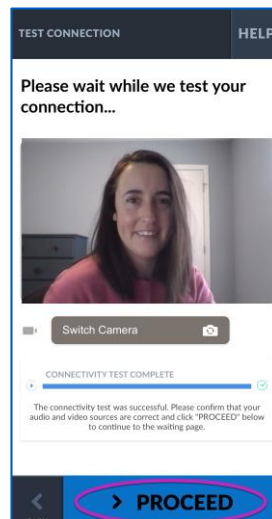 TEST CONNECTION
HELP
Please wait while we test your
connection...
Switch Camera
CONNECTIVITY TEST COMPLETE
The connectivity test was successful. Please confirm that your
audio and video sources are correct and click "PROCEED" below
to continue to the waiting page.
> PROCEED